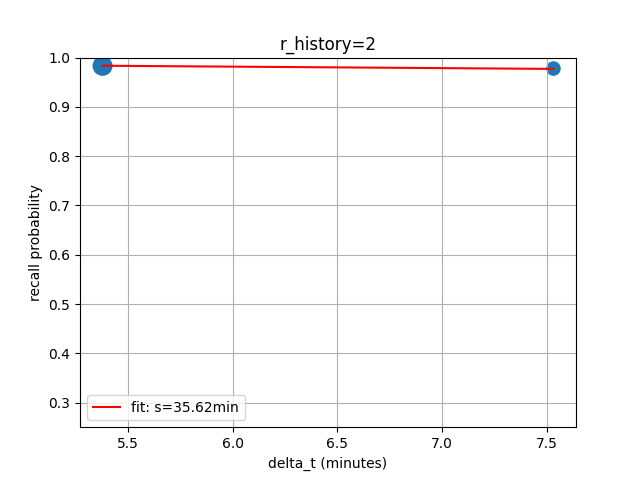 r_history=2
recall probability
1.0
0.9
0.8
0.7
0.6
0.5
0.4
0.3
fit: s=35.62min
5.5 6.0 6.5 7.0 7.5
delta_t (minutes)